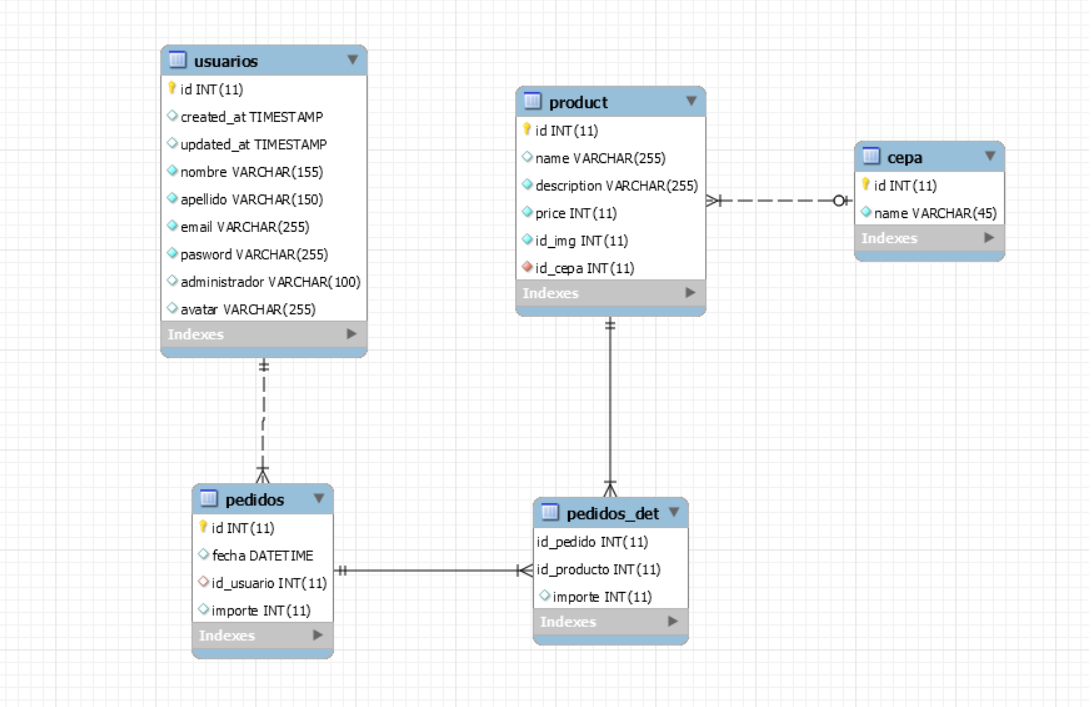 usuarios
id INT(11)
created_at TIMESTAMP
updated_at TIMESTAMP
nombre VARCHAR(155)
apellido VARCHAR(150)
email VARCHAR(255)
pasword VARCHAR(255)
administrador VARCHAR(100)
avatar VARCHAR(255)
Indexes
product
id INT(11)
name VARCHAR(255)
description VARCHAR(255)
price INT(11)
id_img INT(11)
id_cepa INT(11)
Indexes
cepa
id INT(11)
name VARCHAR(45)
Indexes
pedidos
id INT(11)
fecha DATETIME
id_usuario INT(11)
importe INT(11)
Indexes
pedidos_det
id_pedido INT(11)
id_producto INT(11)
importe INT(11)
Indexes